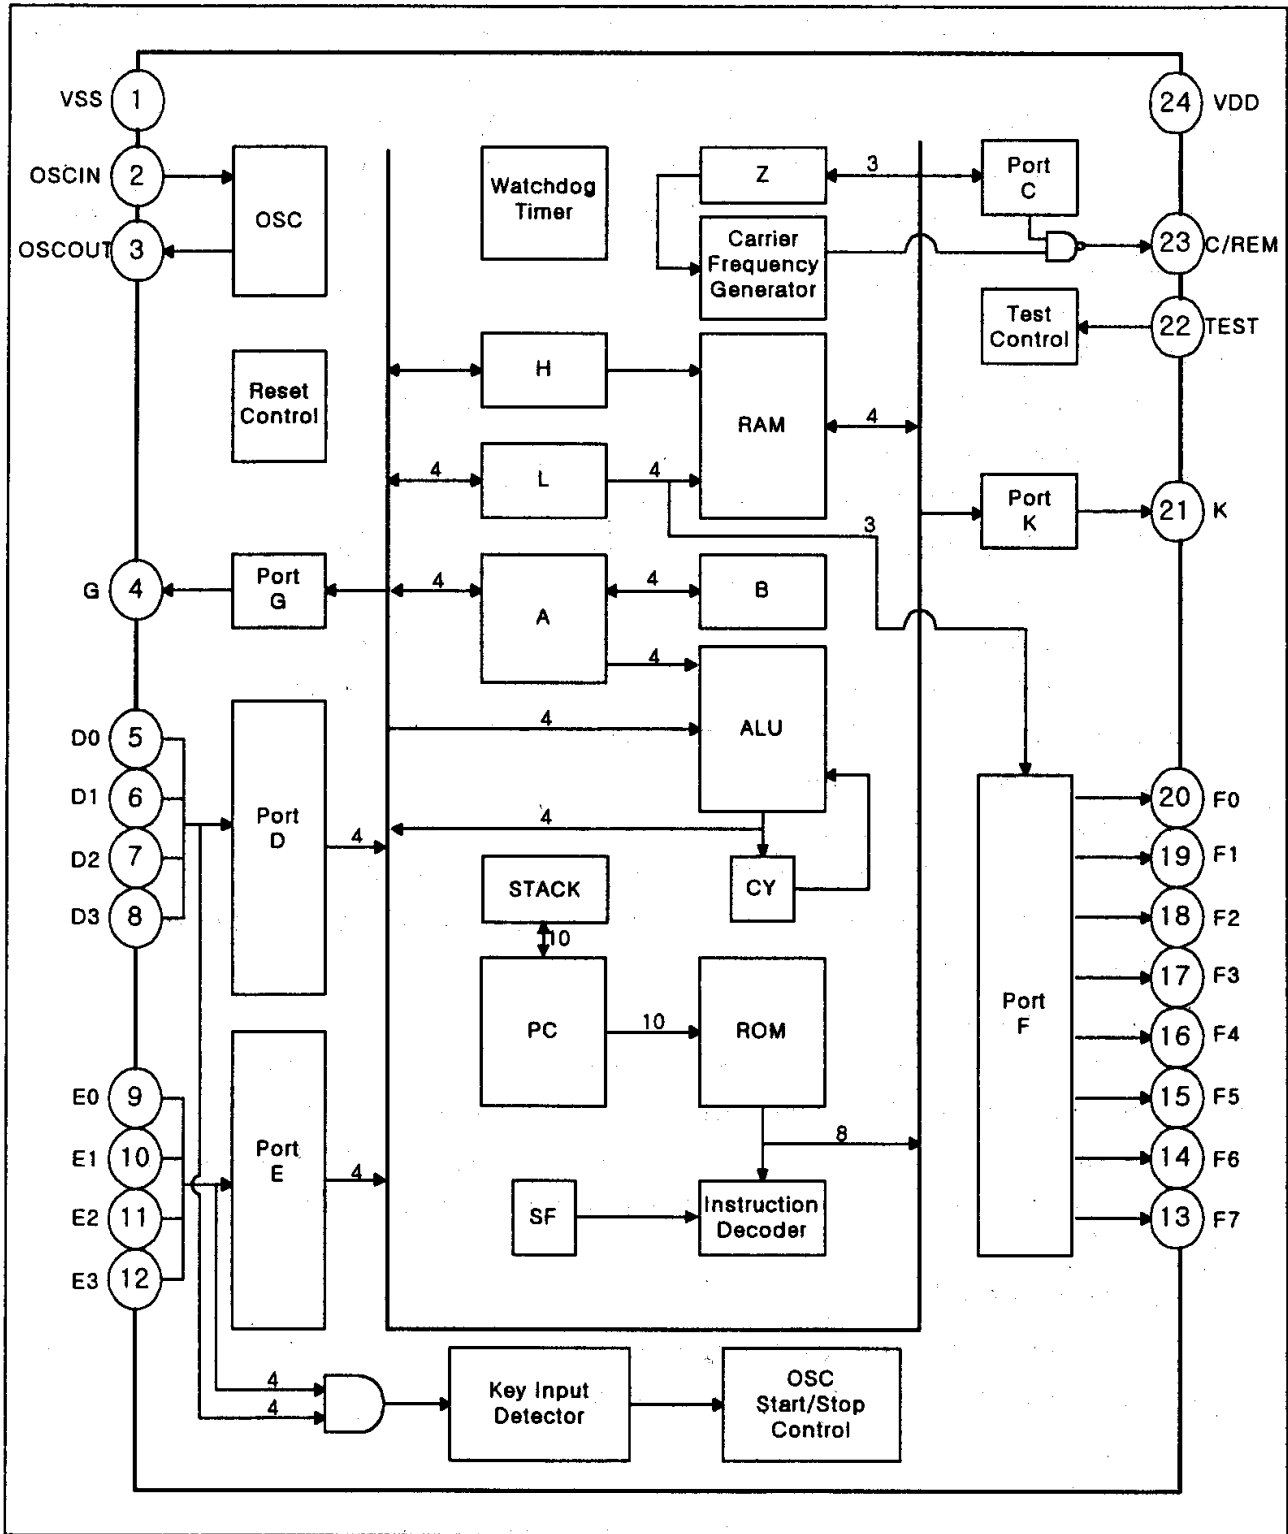 VSS 1
24 VDD
OSCIN 2
OSCOUT 3
OSC
Watchdog
Timer
Z
3
Port
C
Carrier
Frequency
Generator
23 C/REM
Test
Control
22 TEST
Reset
Control
H
RAM
4
4
L
4
3
Port
K
21 K
G 4
Port
G
4
A
4
B
4
ALU
4
4
CY
D0 5
D1 6
D2 7
D3 8
Port
D
4
STACK
10
PC
10
ROM
8
SF
Instruction
Decoder
E0 9
E1 10
E2 11
E3 12
Port
E
4
Port
F
20 F0
19 F1
18 F2
17 F3
16 F4
15 F5
14 F6
13 F7
4
4
Key Input
Detector
OSC
Start/Stop
Control